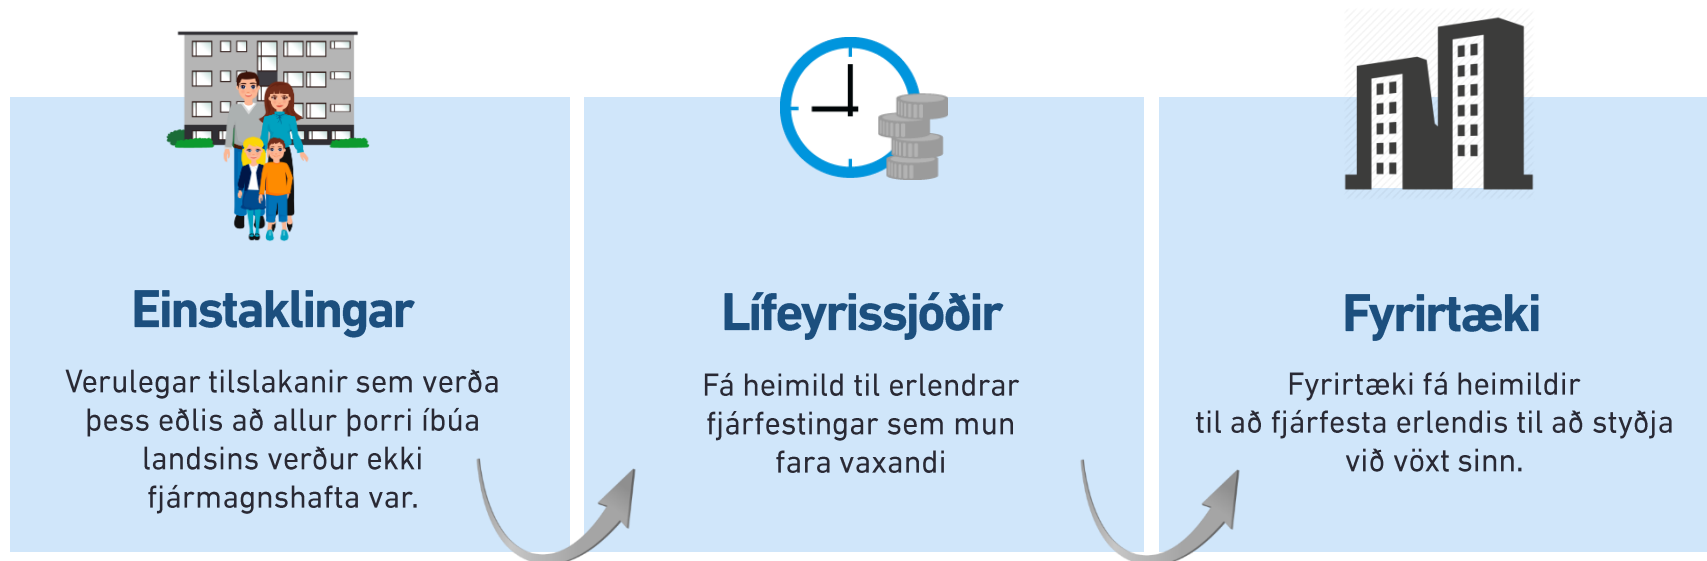 Einstaklingar
Verulegar tilslakanir sem verða
þess eðlis að allur þorri íbúa
landsins verður ekki
fjármagnshafta var.
Lífeyrissjóðir
Fá heimild til erlendrar
fjárfestingar sem mun
fara vaxandi
Fyrirtæki
Fyrirtæki fá heimildir
til að fjárfesta erlendis til að styðja
við vöxt sinn.